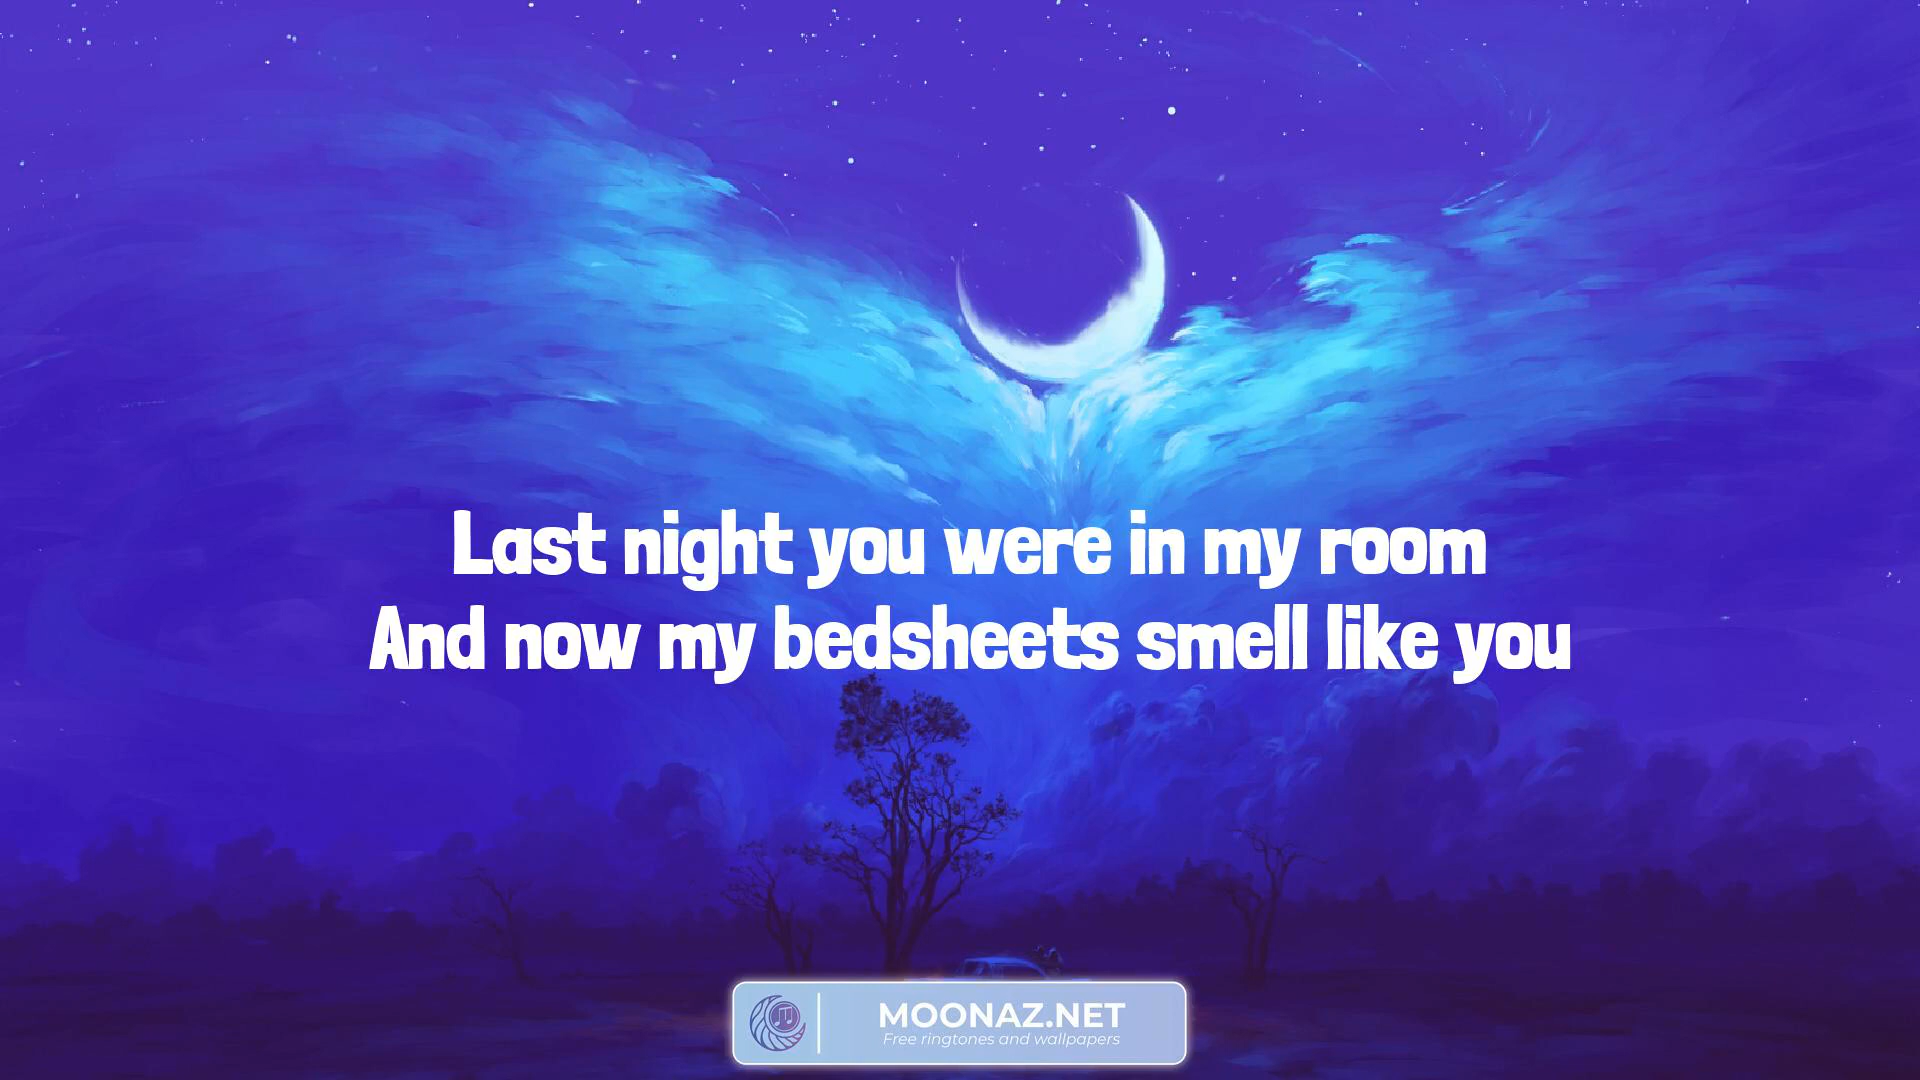 Last night you were in my room
And now my bedsheets smell like you
MOONAZ.NET
Free ringtones and wallpapers